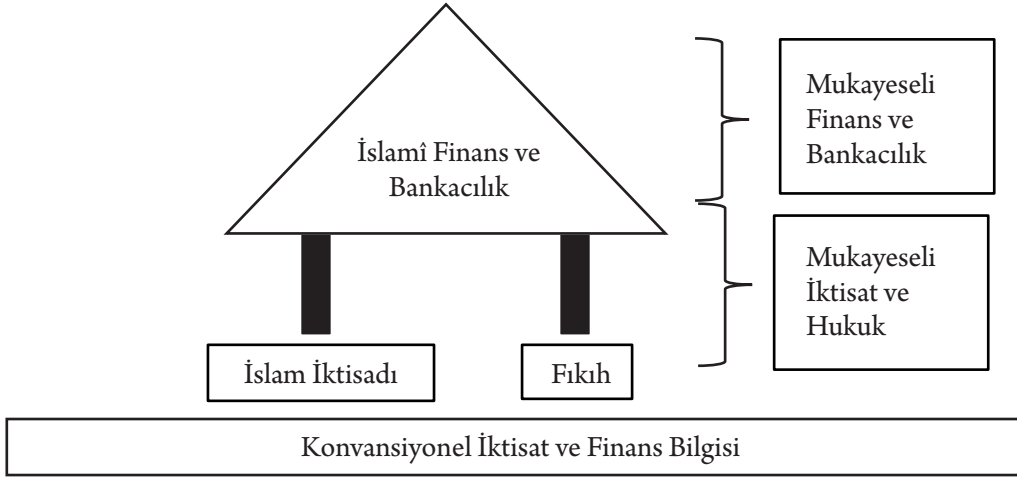 İslamî Finans ve
Bankacılık
Mukayeseli
Finans ve
Bankacılık
Mukayeseli
İktisat ve
Hukuk
İslam İktisadı
Fıkıh
Konvansiyonel İktisat ve Finans Bilgisi